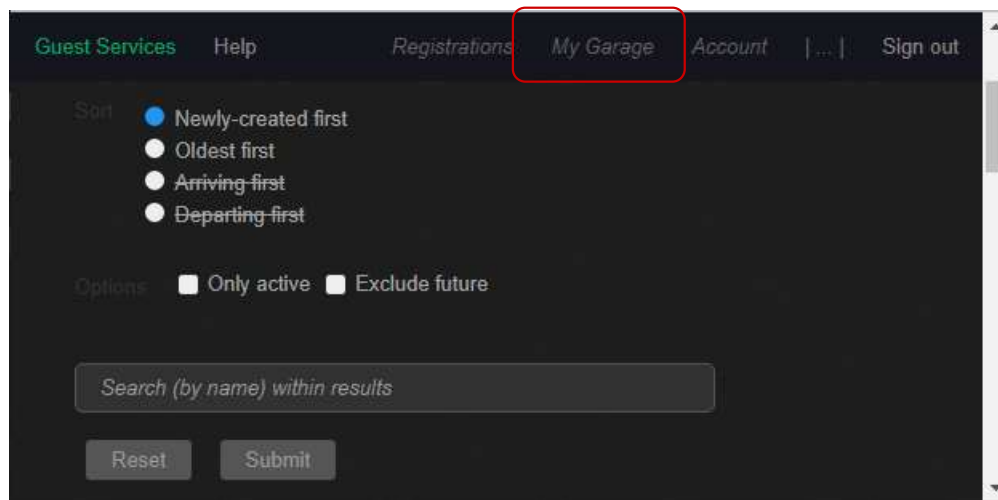 Guest Services Help Registrations My Garage Account | ... | Sign out
Sort
Newly-created first
Oldest first
Arriving first
Departing first
Options Only active Exclude future
Search (by name) within results
Reset Submit